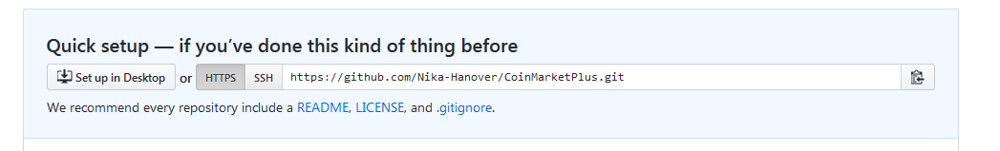 Quick setup — if you've done this kind of thing before
Set up in Desktop or HTTPS SSH https://github.com/Nika-Hanover/CoinMarketPlus.git
We recommend every repository include a README, LICENSE, and .gitignore.